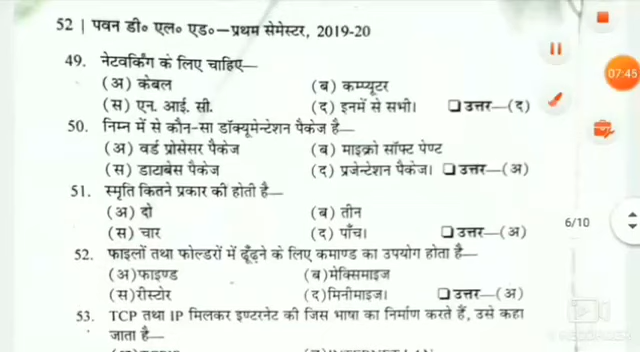 52 | पवन डी० एल० एड०—प्रथम सेमेस्टर, 2019-20
49. नेटवर्किंग के लिए चाहिए—
(अ) केबल (ब) कम्प्यूटर
(स) एन. आई. सी. (द) इनमें से सभी। ❑ उत्तर—(द)
50. निम्न में से कौन-सा डॉक्यूमेन्टेशन पैकेज है—
(अ) वर्ड प्रोसेसर पैकेज (ब) माइक्रो सॉफ्ट पेण्ट
(स) डाटाबेस पैकेज (द) प्रजेन्टेशन पैकेज। ❑ उत्तर—(अ)
51. स्मृति कितने प्रकार की होती है—
(अ) दो (ब) तीन
(स) चार (द) पाँच। ❑ उत्तर—(अ)
52. फाइलों तथा फोल्डरों में ढूँढ़ने के लिए कमाण्ड का उपयोग होता है—
(अ) फाइण्ड (ब) मेक्सिमाइज
(स) रीस्टोर (द) मिनीमाइज। ❑ उत्तर—(अ)
53. TCP तथा IP मिलकर इण्टरनेट की जिस भाषा का निर्माण करते हैं, उसे कहा
जाता है—
07:45
6/10